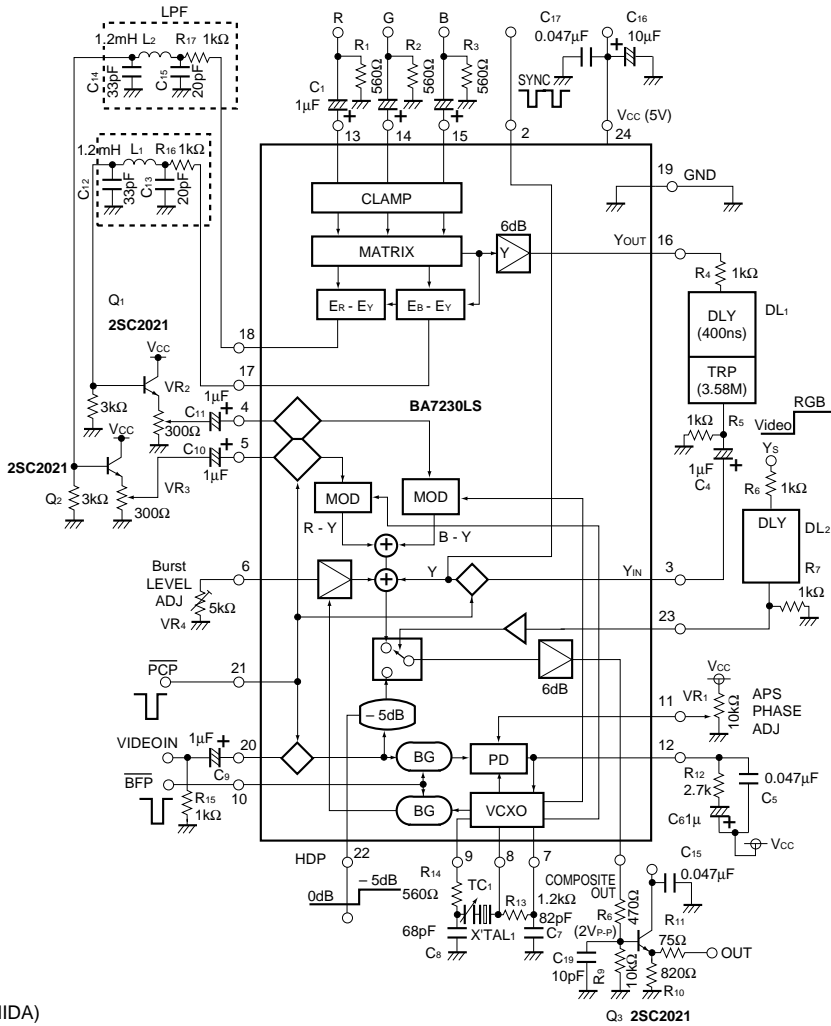 LPF
1.2mH L2 R17 1kΩ
C14
33pF
C15
20pF
1.2mH L1 R16 1kΩ
C12
33pF
C13
20pF
R G B
R1
560Ω
R2
560Ω
R3
560Ω
C1
1μF
13 14 15 2 24
C17
0.047μF
C16
10μF
SYNC
VCC (5V)
19 GND
CLAMP
MATRIX
6dB
Y
YOUT 16
ER - EY
EB - EY
R4 1kΩ
DLY
(400ns)
DL1
TRP
(3.58M)
1kΩ
R5
1μF
C4
RGB
Video
YS
R6 1kΩ
DLY
DL2
R7
1kΩ
Q1
2SC2021
VCC
18
17
BA7230LS
VR2
1μF
C11
4
3kΩ
300Ω
VCC
C10
5
1μF
2SC2021
Q2 3kΩ
VR3
300Ω
MOD
MOD
R - Y
B - Y
+
+
Y
YIN 3
Burst
LEVEL
ADJ
6
5kΩ
VR4
23
PCP
21
6dB
– 5dB
VCC
11 VR1
10kΩ
APS
PHASE
ADJ
VIDEOIN
1μF
20
C9
BG
PD
12
BFP
10
R15
1kΩ
BG
VCXO
R12
2.7k
C61μ
0.047μF
C5
VCC
HDP 22
0dB
– 5dB
9 8 7
R14
560Ω
TC1
R13
1.2kΩ
82pF
C7
68pF
C8
X'TAL1
COMPOSITE
OUT
R6
470Ω
(2VP-P)
C15
0.047μF
R11
75Ω
OUT
C19
10pF
R9
10kΩ
820Ω
R10
Q3 2SC2021
HIDA)